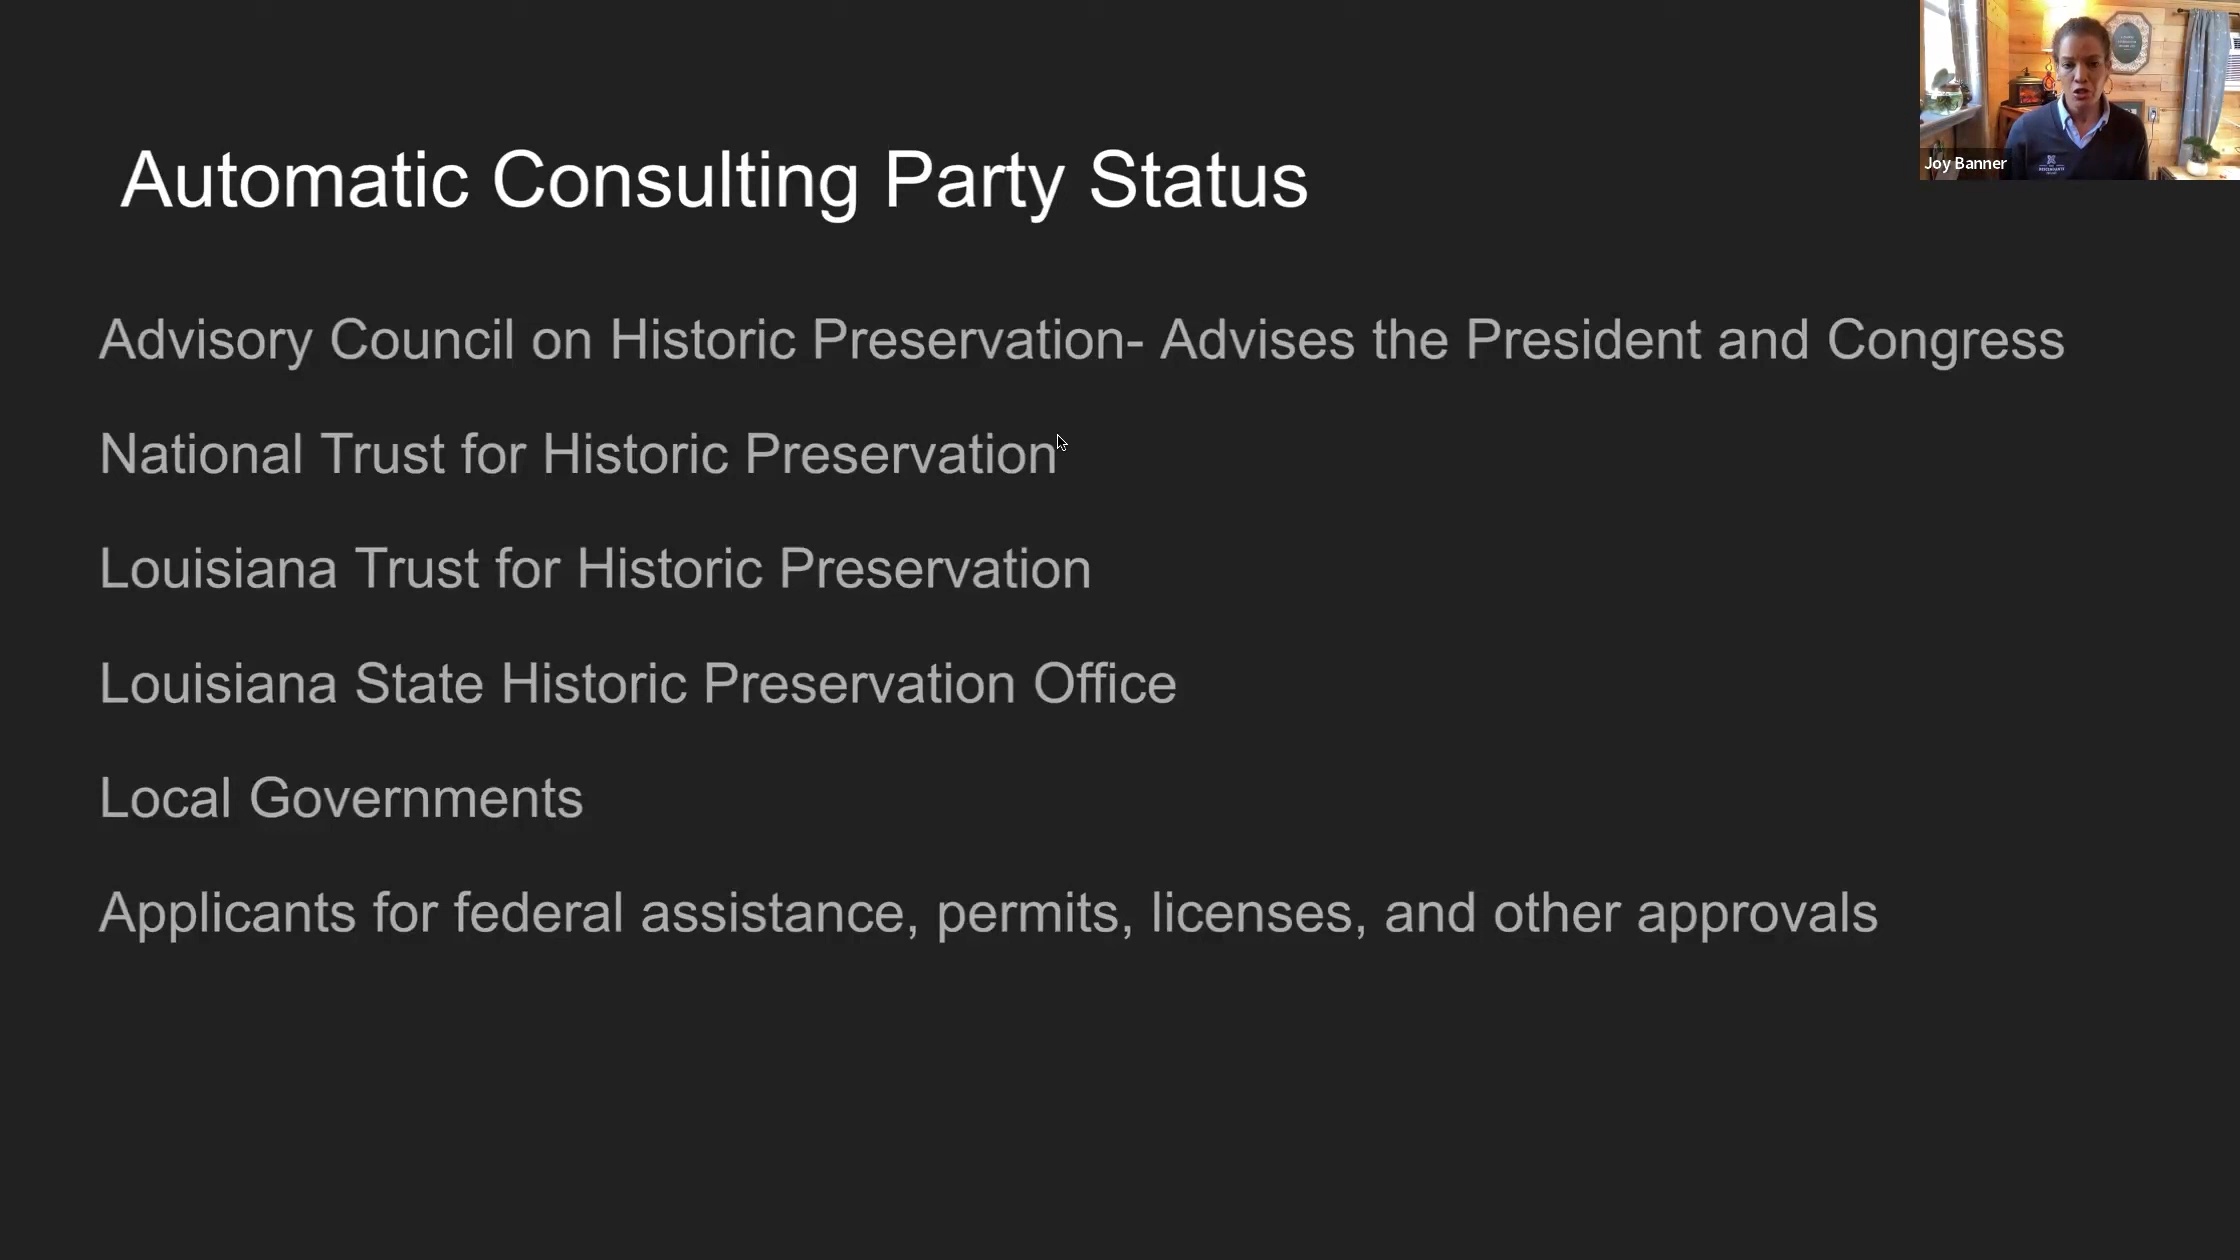 Automatic Consulting Party Status
Advisory Council on Historic Preservation- Advises the President and Congress
National Trust for Historic Preservation
Louisiana Trust for Historic Preservation
Louisiana State Historic Preservation Office
Local Governments
Applicants for federal assistance, permits, licenses, and other approvals
Joy Banner